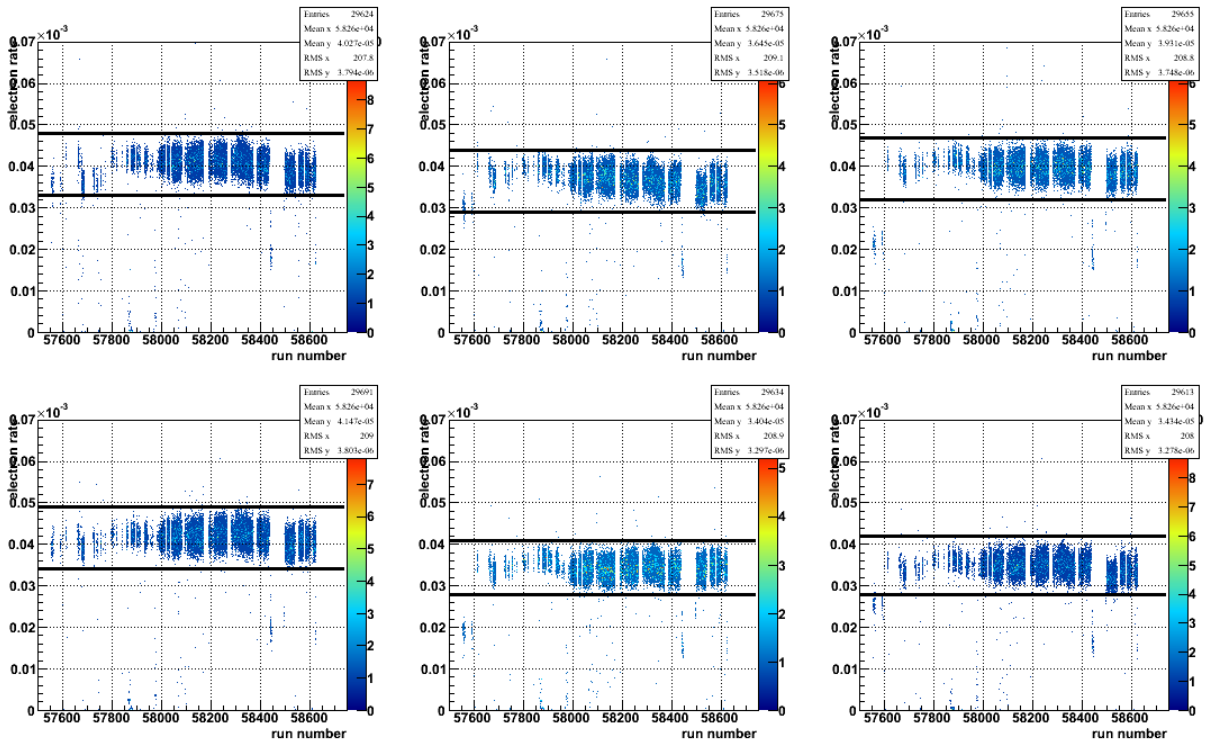 Entries 29624
Mean x 5.826e+04
Mean y 4.027e-05
RMS x 207.8
RMS y 3.794e-06
×10⁻³
election rate
0.07
0.06
0.05
0.04
0.03
0.02
0.01
0
57600 57800 58000 58200 58400 58600
run number
8
7
6
5
4
3
2
1
0
Entries 29675
Mean x 5.826e+04
Mean y 3.645e-05
RMS x 209.1
RMS y 3.518e-06
×10⁻³
election rate
0.07
0.06
0.05
0.04
0.03
0.02
0.01
0
57600 57800 58000 58200 58400 58600
run number
6
5
4
3
2
1
0
Entries 29655
Mean x 5.826e+04
Mean y 3.931e-05
RMS x 208.8
RMS y 3.748e-06
×10⁻³
election rate
0.07
0.06
0.05
0.04
0.03
0.02
0.01
0
57600 57800 58000 58200 58400 58600
run number
6
5
4
3
2
1
0
Entries 29691
Mean x 5.826e+04
Mean y 4.147e-05
RMS x 209
RMS y 3.803e-06
×10⁻³
election rate
0.07
0.06
0.05
0.04
0.03
0.02
0.01
0
57600 57800 58000 58200 58400 58600
run number
7
6
5
4
3
2
1
0
Entries 29634
Mean x 5.826e+04
Mean y 3.404e-05
RMS x 208.9
RMS y 3.297e-06
×10⁻³
election rate
0.07
0.06
0.05
0.04
0.03
0.02
0.01
0
57600 57800 58000 58200 58400 58600
run number
5
4
3
2
1
0
Entries 29613
Mean x 5.826e+04
Mean y 3.434e-05
RMS x 208
RMS y 3.278e-06
×10⁻³
election rate
0.07
0.06
0.05
0.04
0.03
0.02
0.01
0
57600 57800 58000 58200 58400 58600
run number
8
7
6
5
4
3
2
1
0